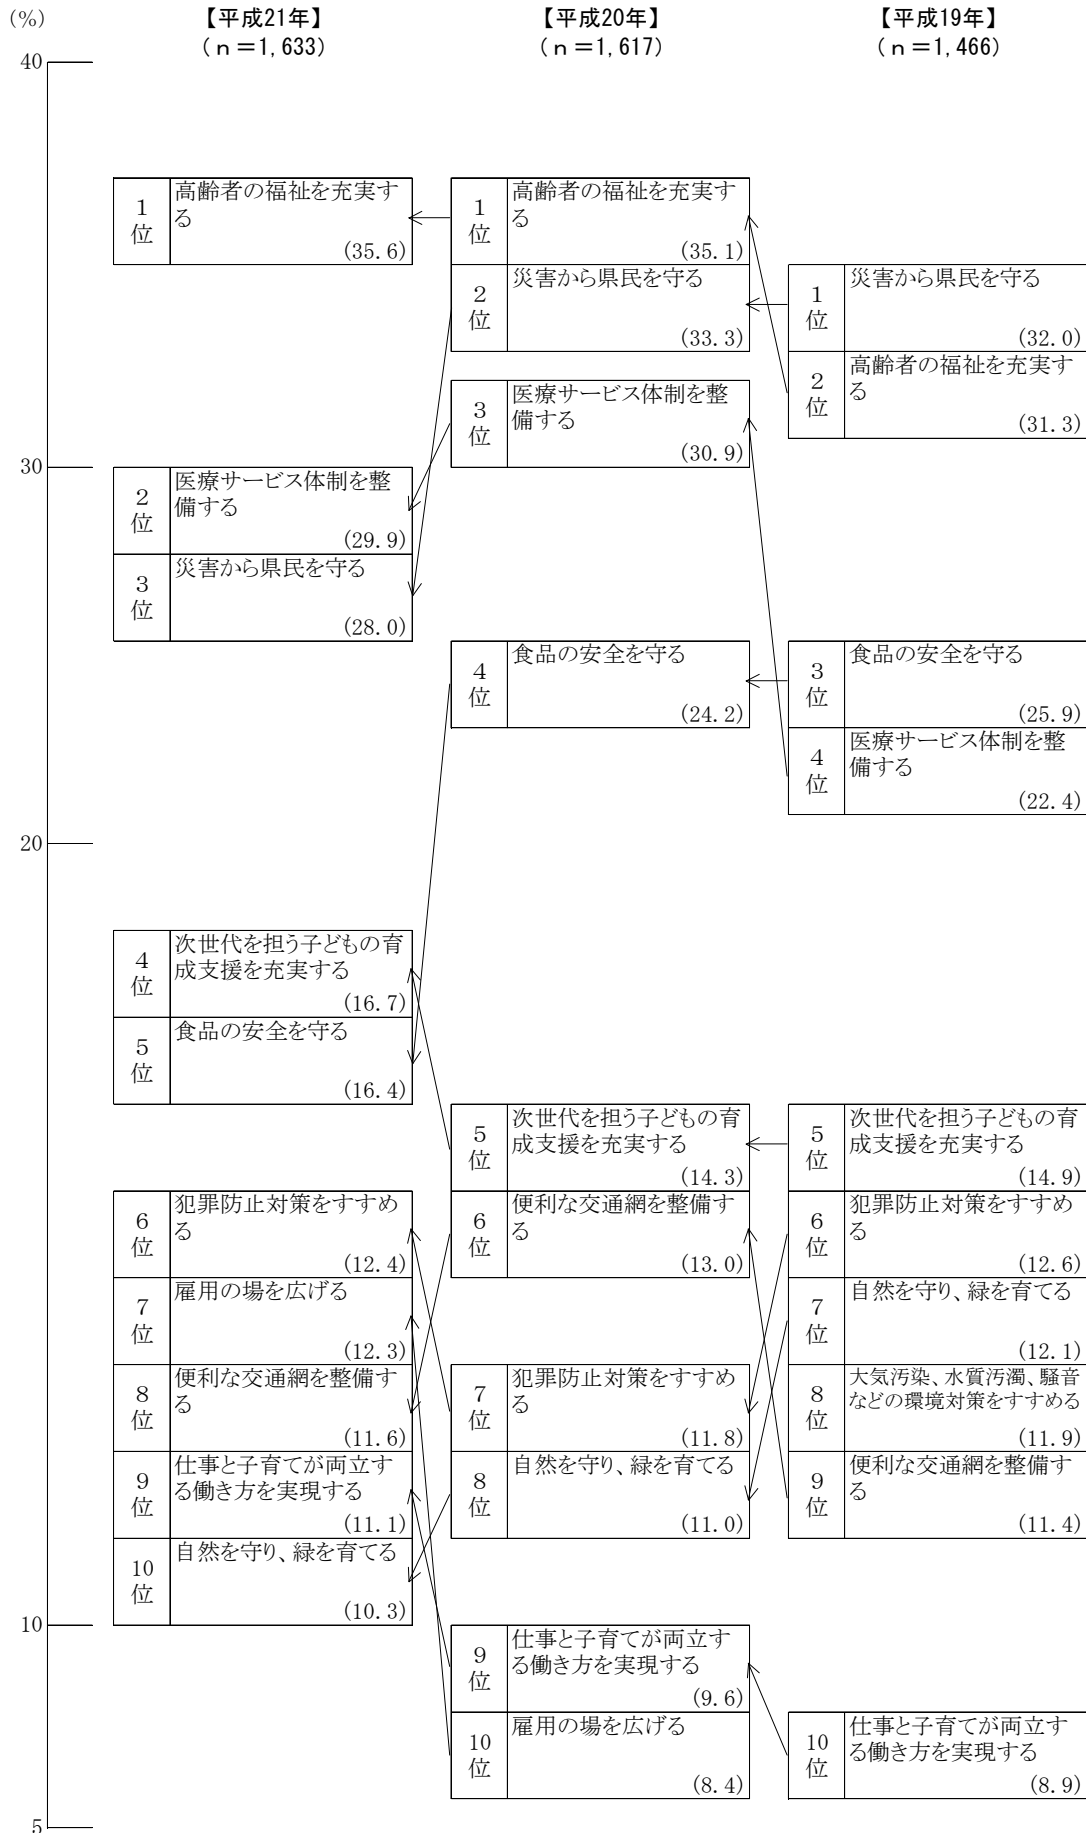 (%)
【平成21年】
(ｎ=1,633)
【平成20年】
(ｎ=1,617)
【平成19年】
(ｎ=1,466)
40
30
20
10
5
1
位
高齢者の福祉を充実す
る
(35.6)
2
位
医療サービス体制を整
備する
(29.9)
3
位
災害から県民を守る
(28.0)
4
位
次世代を担う子どもの育
成支援を充実する
(16.7)
5
位
食品の安全を守る
(16.4)
6
位
犯罪防止対策をすすめ
る
(12.4)
7
位
雇用の場を広げる
(12.3)
8
位
便利な交通網を整備す
る
(11.6)
9
位
仕事と子育てが両立す
る働き方を実現する
(11.1)
10
位
自然を守り、緑を育てる
(10.3)
1
位
高齢者の福祉を充実す
る
(35.1)
2
位
災害から県民を守る
(33.3)
3
位
医療サービス体制を整
備する
(30.9)
4
位
食品の安全を守る
(24.2)
5
位
次世代を担う子どもの育
成支援を充実する
(14.3)
6
位
便利な交通網を整備す
る
(13.0)
7
位
犯罪防止対策をすすめ
る
(11.8)
8
位
自然を守り、緑を育てる
(11.0)
9
位
仕事と子育てが両立す
る働き方を実現する
(9.6)
10
位
雇用の場を広げる
(8.4)
1
位
災害から県民を守る
(32.0)
2
位
高齢者の福祉を充実す
る
(31.3)
3
位
食品の安全を守る
(25.9)
4
位
医療サービス体制を整
備する
(22.4)
5
位
次世代を担う子どもの育
成支援を充実する
(14.9)
6
位
犯罪防止対策をすすめ
る
(12.6)
7
位
自然を守り、緑を育てる
(12.1)
8
位
大気汚染、水質汚濁、騒音
などの環境対策をすすめる
(11.9)
9
位
便利な交通網を整備す
る
(11.4)
10
位
仕事と子育てが両立す
る働き方を実現する
(8.9)